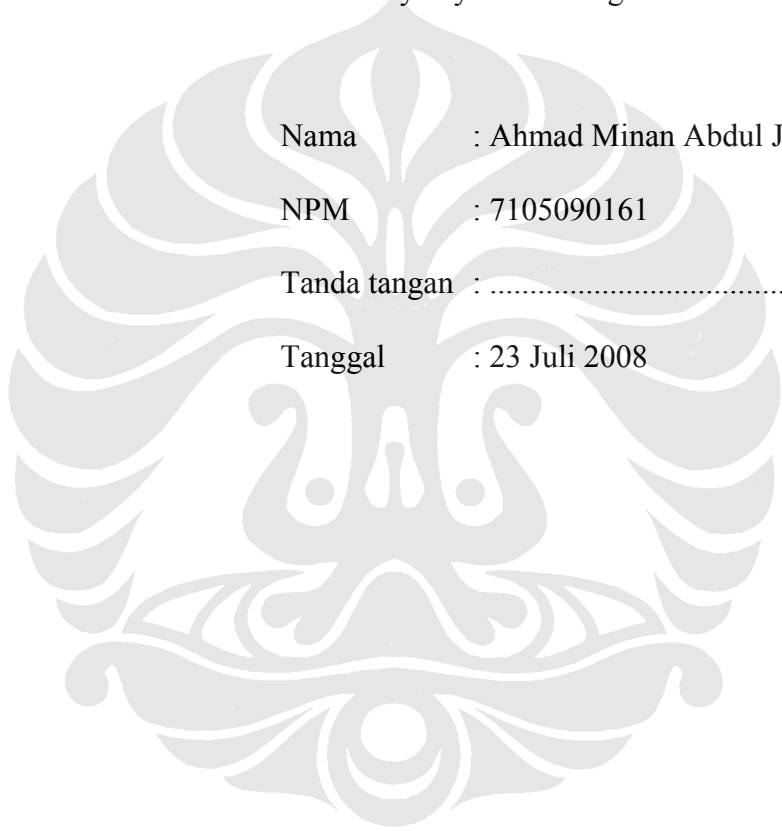 Nama : Ahmad Minan Abdul J
NPM : 7105090161
Tanda tangan : ....................................
Tanggal : 23 Juli 2008